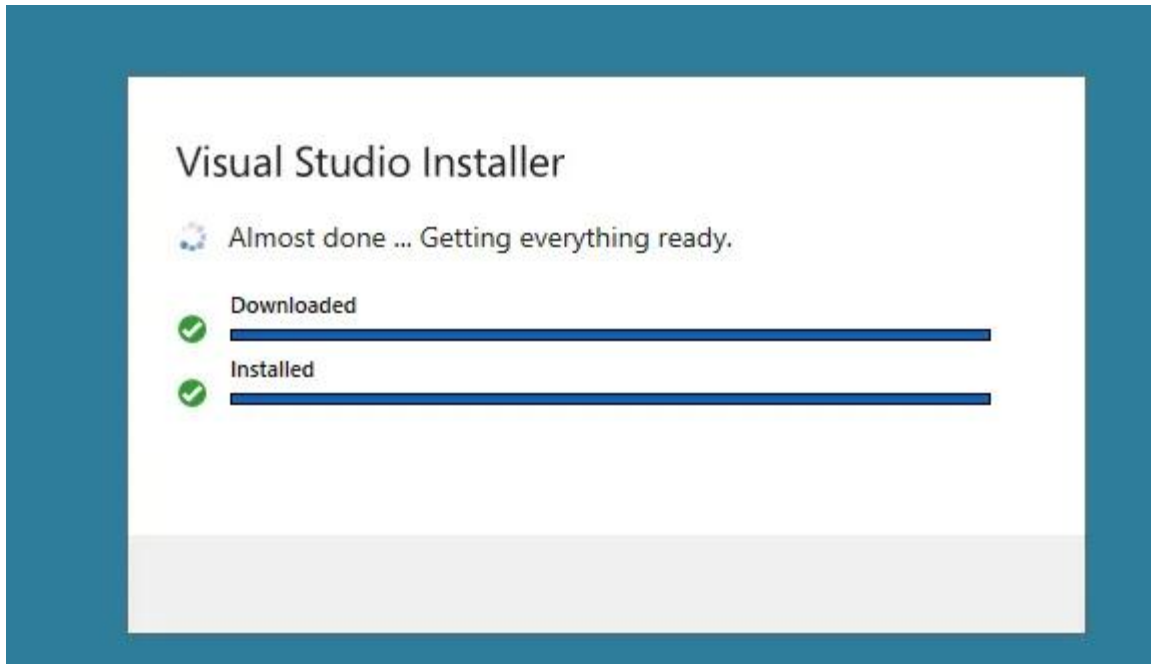 Visual Studio Installer
Almost done ... Getting everything ready.
Downloaded
Installed